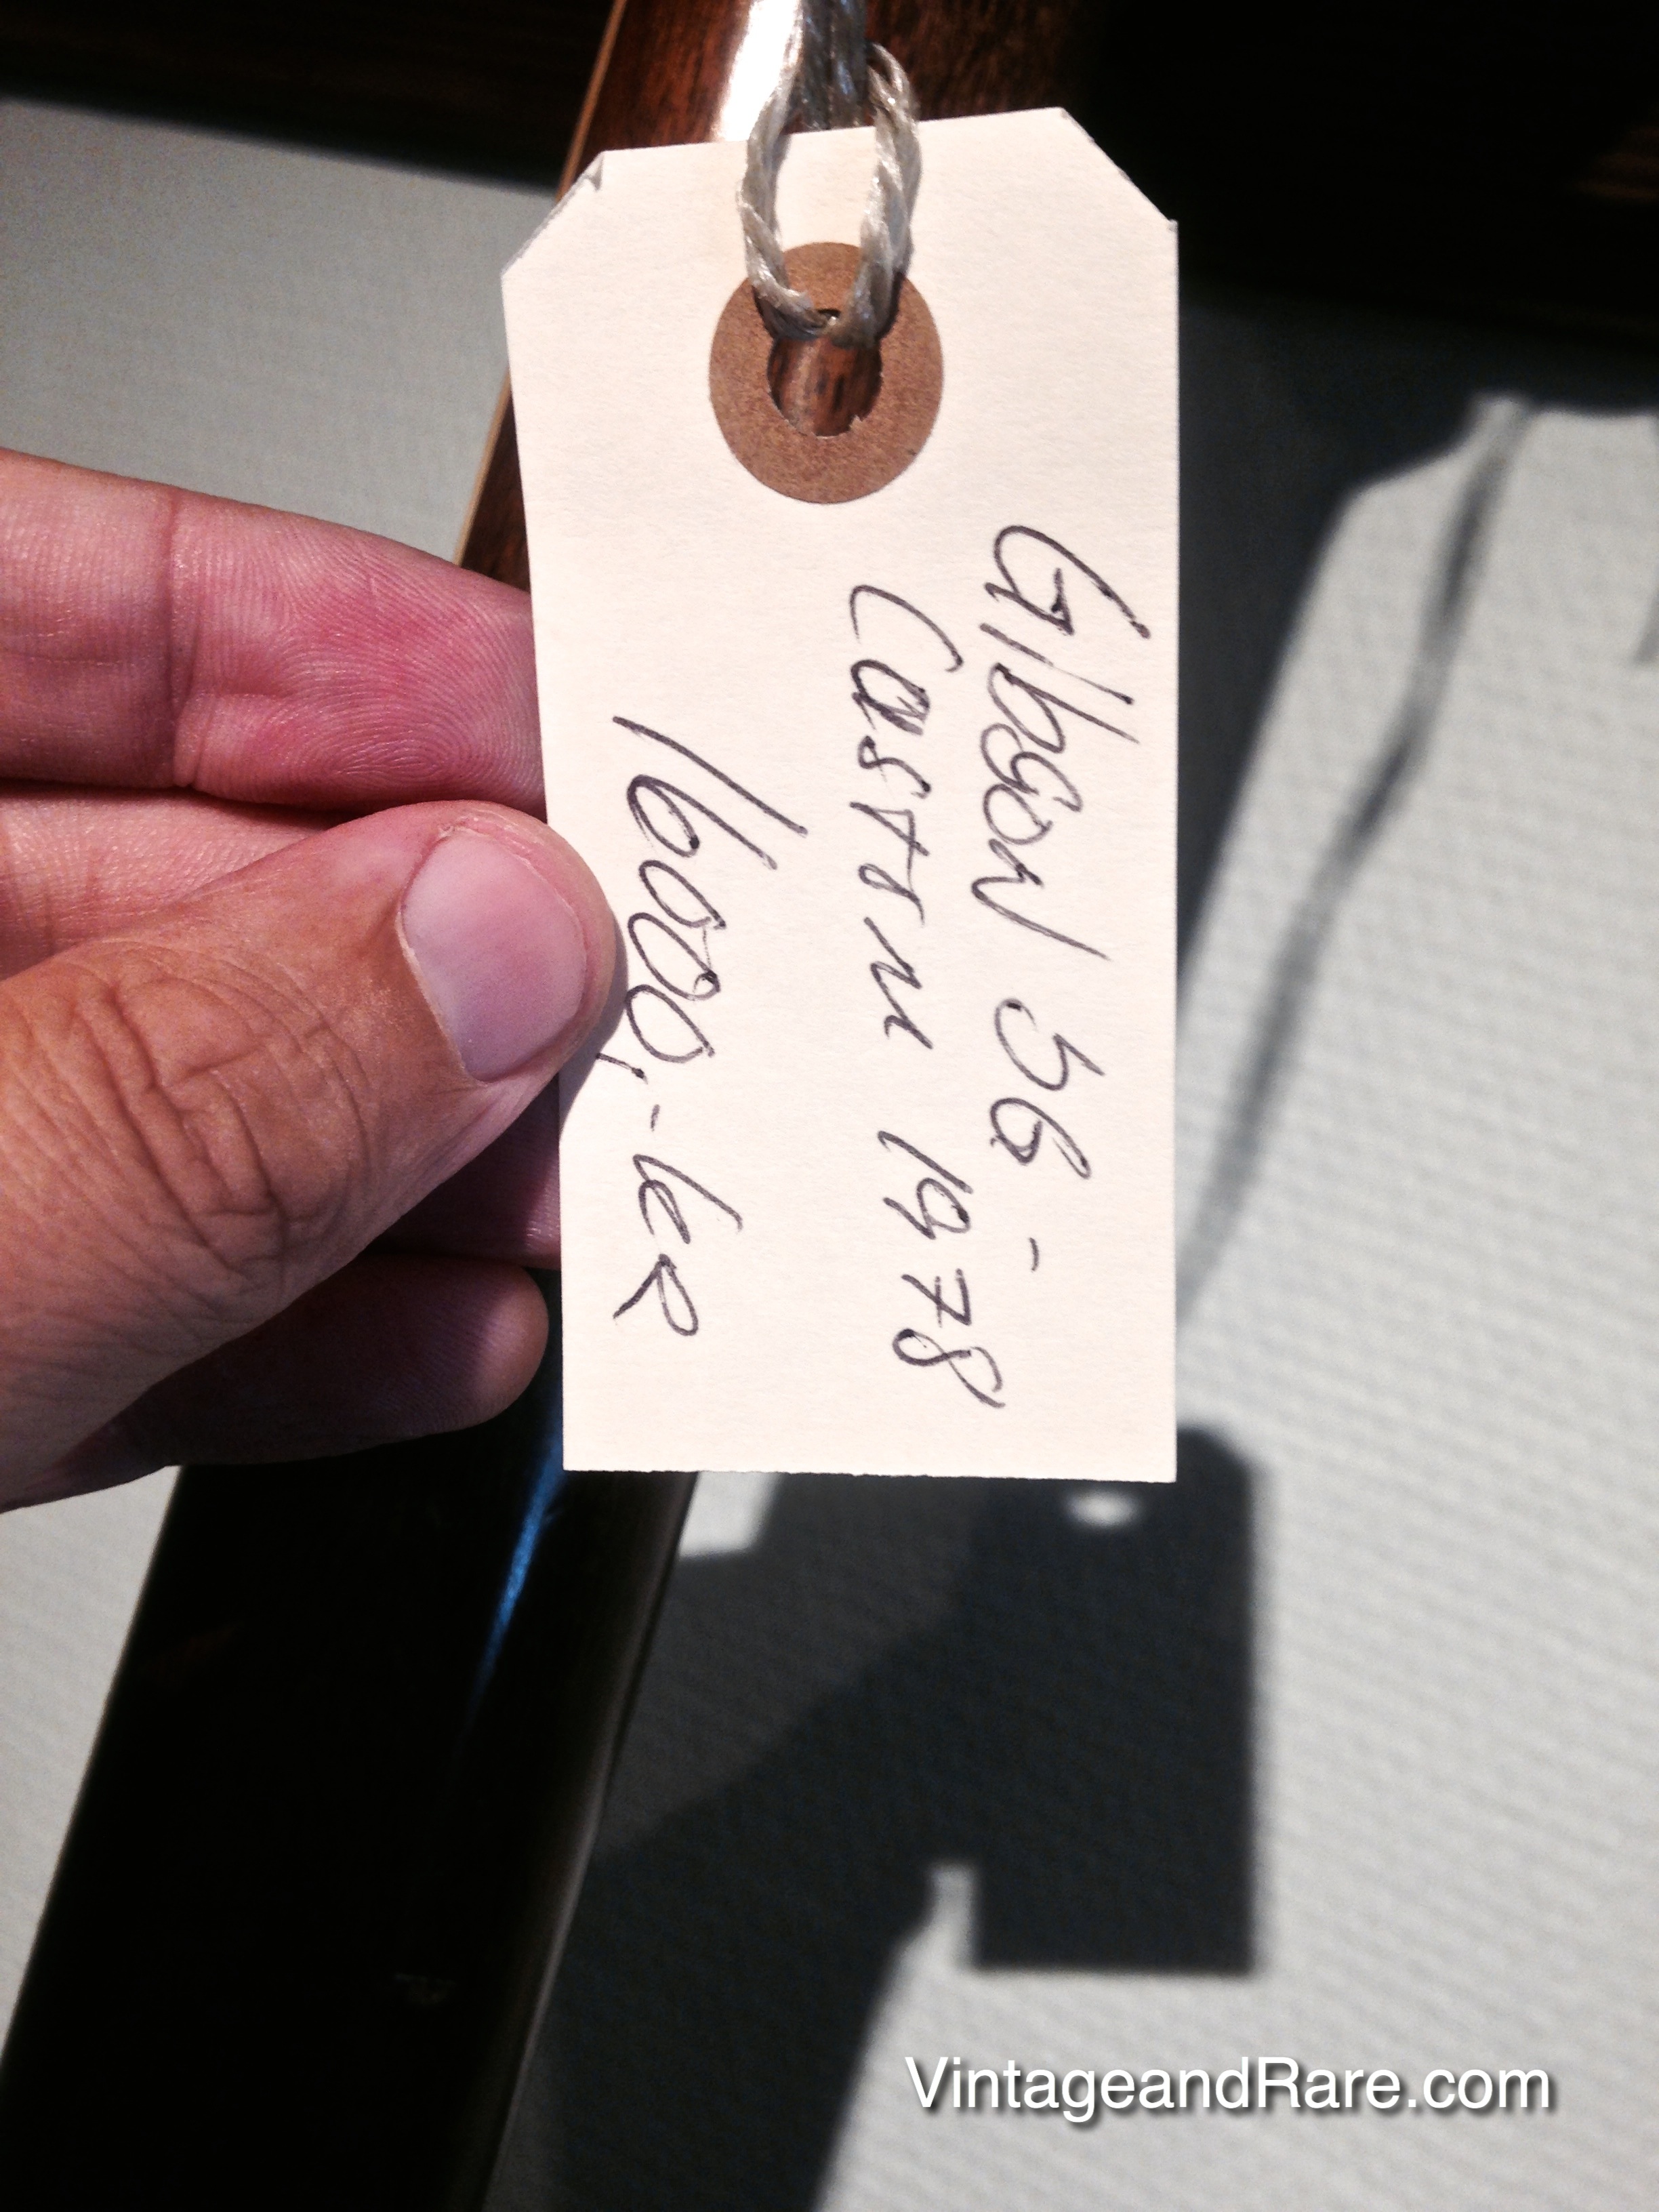 Gibson SG -
Custom 1978
16000,- kr
VintageandRare.com